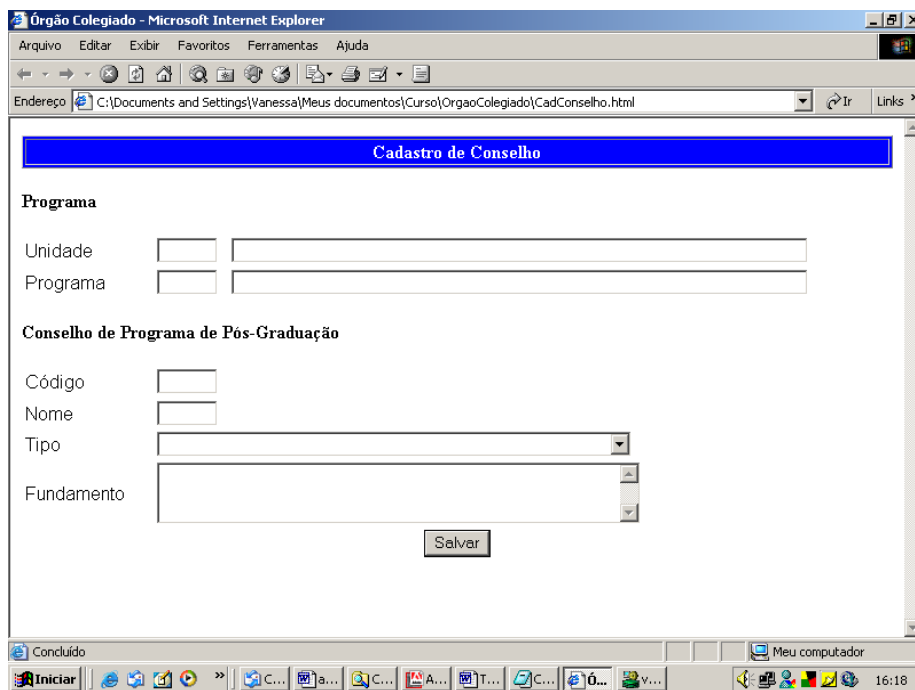 Órgão Colegiado - Microsoft Internet Explorer
Arquivo Editar Exibir Favoritos Ferramentas Ajuda
Endereço C:\Documents and Settings\Vanessa\Meus documentos\Curso\OrgaoColegiado\CadConselho.html Ir Links »
Cadastro de Conselho
Programa
Unidade
Programa
Conselho de Programa de Pós-Graduação
Código
Nome
Tipo
Fundamento
Salvar
Concluído Meu computador
Iniciar » C... a... C... A... T... C... Ó... v... 16:18